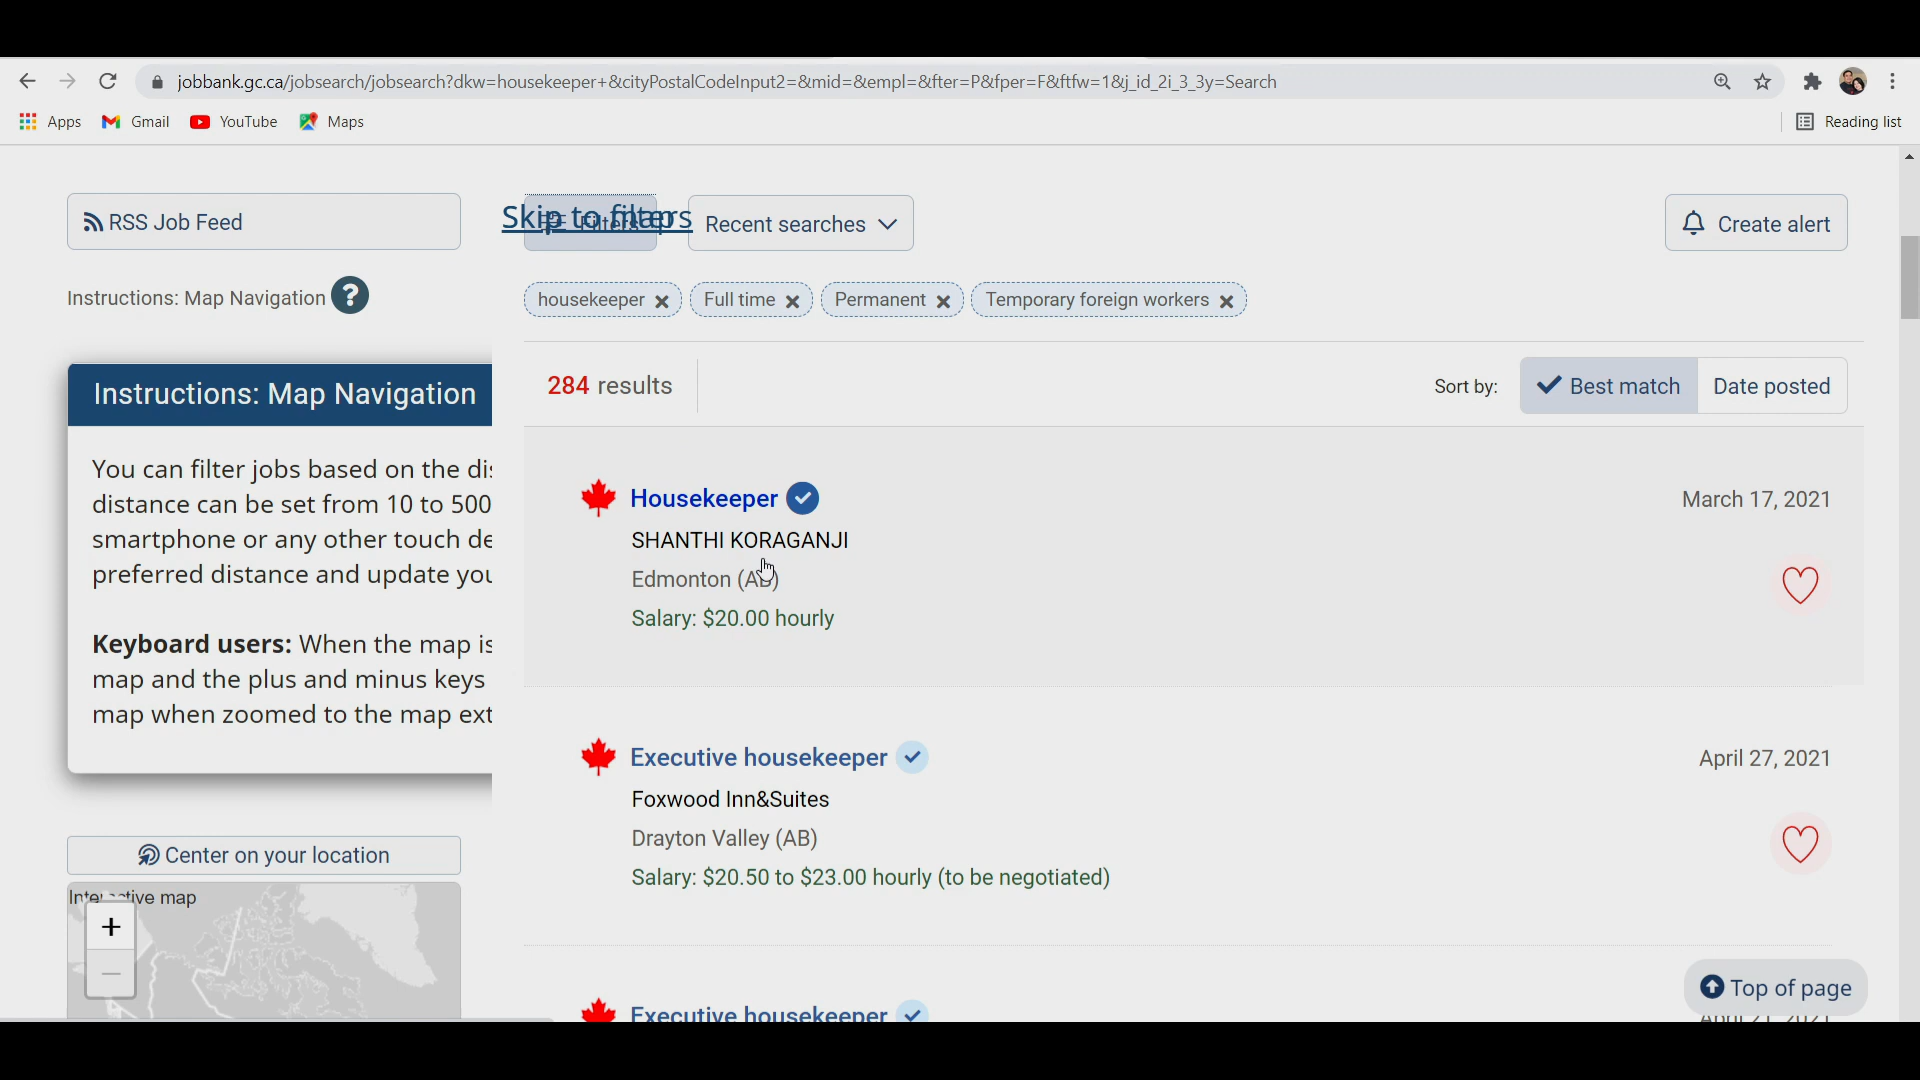 jobbank.gc.ca/jobsearch/jobsearch?dkw=housekeeper+&cityPostalCodeInput2=&mid=&empl=&fter=P&fper=F&ftfw=1&j_id_2i_3_3y=Search
Apps Gmail YouTube Maps Reading list
RSS Job Feed
Skip to Filters Recent searches Create alert
Instructions: Map Navigation ?
housekeeper × Full time × Permanent × Temporary foreign workers ×
Instructions: Map Navigation
284 results Sort by: Best match Date posted
You can filter jobs based on the
distance can be set from 10 to 500
smartphone or any other touch
preferred distance and update
Keyboard users: When the map is
map and the plus and minus keys
map when zoomed to the map
Housekeeper March 17, 2021
SHANTHI KORAGANJI
Edmonton (AB)
Salary: $20.00 hourly
Executive housekeeper April 27, 2021
Foxwood Inn&Suites
Drayton Valley (AB)
Salary: $20.50 to $23.00 hourly (to be negotiated)
Center on your location
Interactive map
+
−
Top of page
Executive housekeeper April 21, 2021